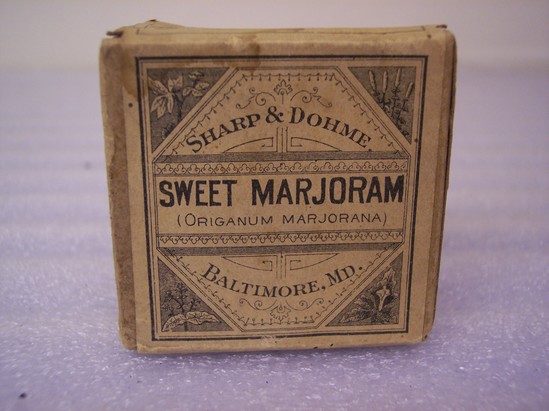 SHARP & DOHME,
SWEET MARJORAM
(ORIGANUM MARJORANA)
BALTIMORE, MD.